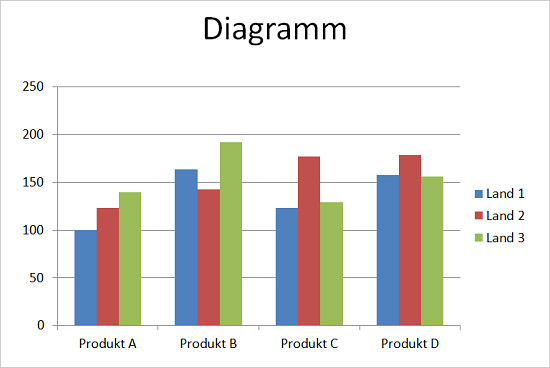 Diagramm
250
200
150
100
50
0
Produkt A Produkt B Produkt C Produkt D
Land 1
Land 2
Land 3